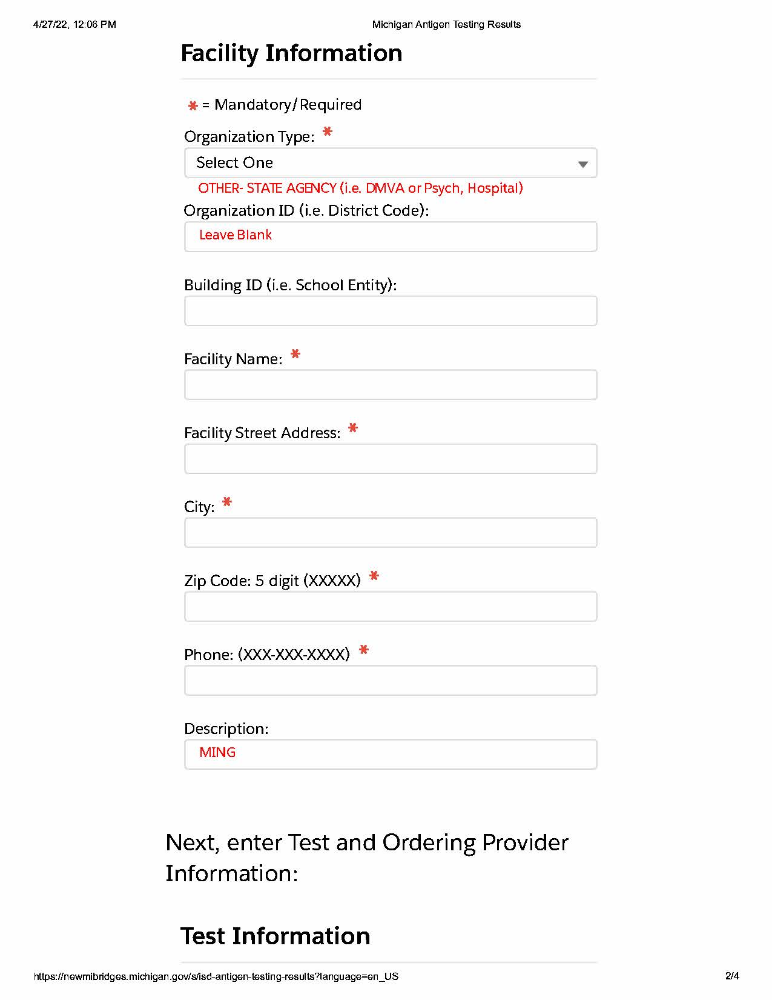 4/27/22, 12:06 PM Michigan Antigen Testing Results
Facility Information
* = Mandatory/Required
Organization Type: *
Select One
OTHER- STATE AGENCY (i.e. DMVA or Psych, Hospital)
Organization ID (i.e. District Code):
Leave Blank
Building ID (i.e. School Entity):
Facility Name: *
Facility Street Address: *
City: *
Zip Code: 5 digit (XXXXX) *
Phone: (XXX-XXX-XXXX) *
Description:
MING
Next, enter Test and Ordering Provider
Information:
Test Information
https://newmibridges.michigan.gov/s/isd-antigen-testing-results?language=en_US 2/4